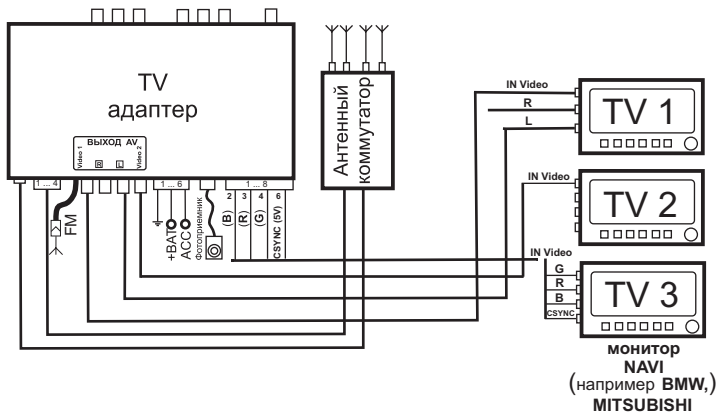 TV
адаптер
ВЫХОД AV
Video 1
R
L
Video 2
1 ... 4
1 ... 6
1 ... 8
FM
+BAT
ACC
Фотоприемник
2
3
4
6
(B)
(R)
(G)
CSYNC (5V)
Антенный
коммутатор
IN Video
R
L
TV 1
IN Video
TV 2
IN Video
G
R
B
CSYNC
TV 3
монитор
NAVI
(например BMW,)
MITSUBISHI